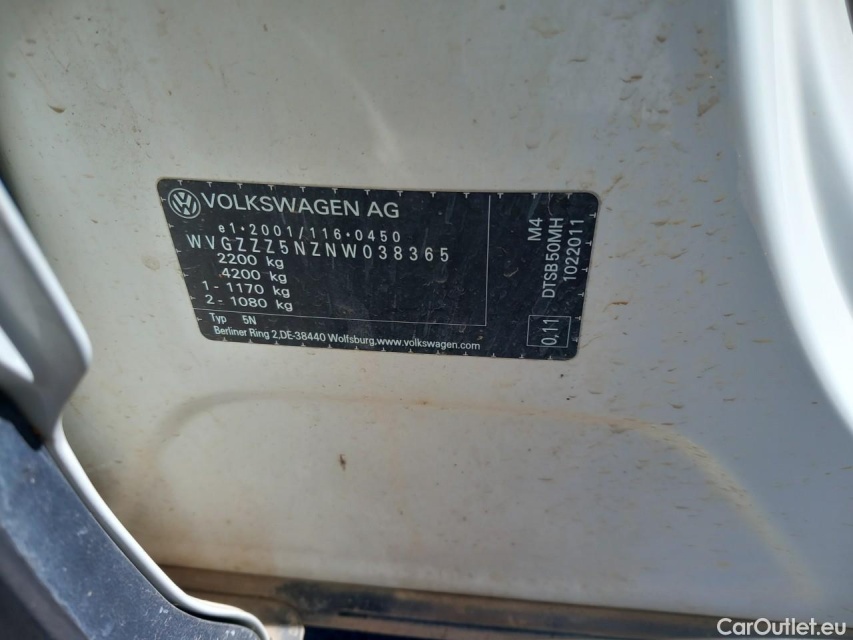 VOLKSWAGEN AG
e1*2001/116*0450
WVGZZZ5NZNW038365
2200 kg
4200 kg
1 - 1170 kg
2 - 1080 kg
Typ 5N
Berliner Ring 2,DE-38440 Wolfsburg,www.volkswagen.com
M4
DTSB50MH
1022011
0,11
CarOutlet.eu